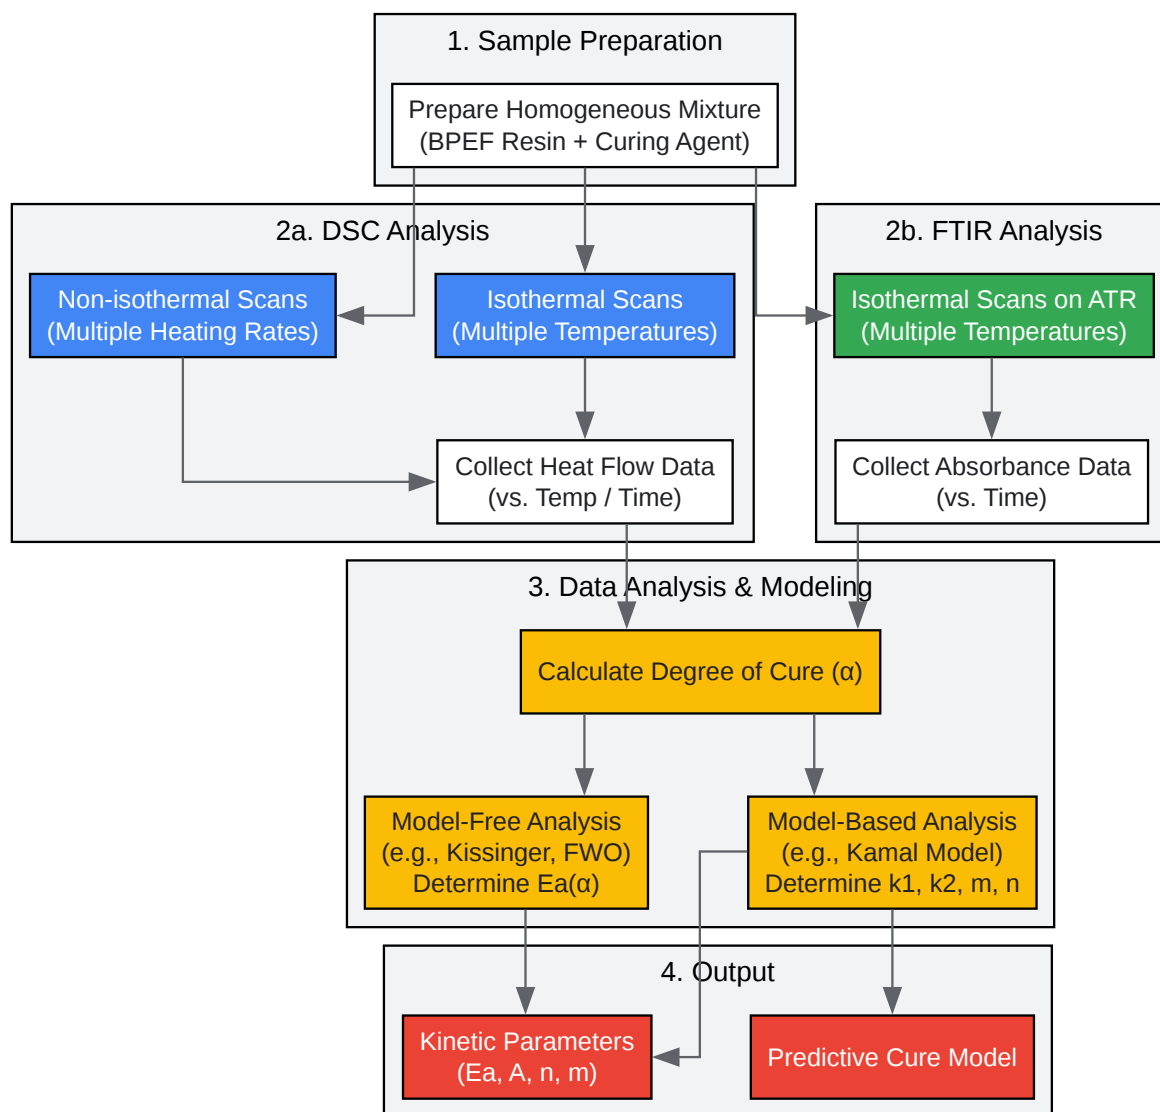 1. Sample Preparation
Prepare Homogeneous Mixture
(BPEF Resin + Curing Agent)
2a. DSC Analysis
Non-isothermal Scans
(Multiple Heating Rates)
Isothermal Scans
(Multiple Temperatures)
Collect Heat Flow Data
(vs. Temp / Time)
2b. FTIR Analysis
Isothermal Scans on ATR
(Multiple Temperatures)
Collect Absorbance Data
(vs. Time)
3. Data Analysis & Modeling
Calculate Degree of Cure (α)
Model-Free Analysis
(e.g., Kissinger, FWO)
Determine Ea(α)
Model-Based Analysis
(e.g., Kamal Model)
Determine k1, k2, m, n
4. Output
Kinetic Parameters
(Ea, A, n, m)
Predictive Cure Model